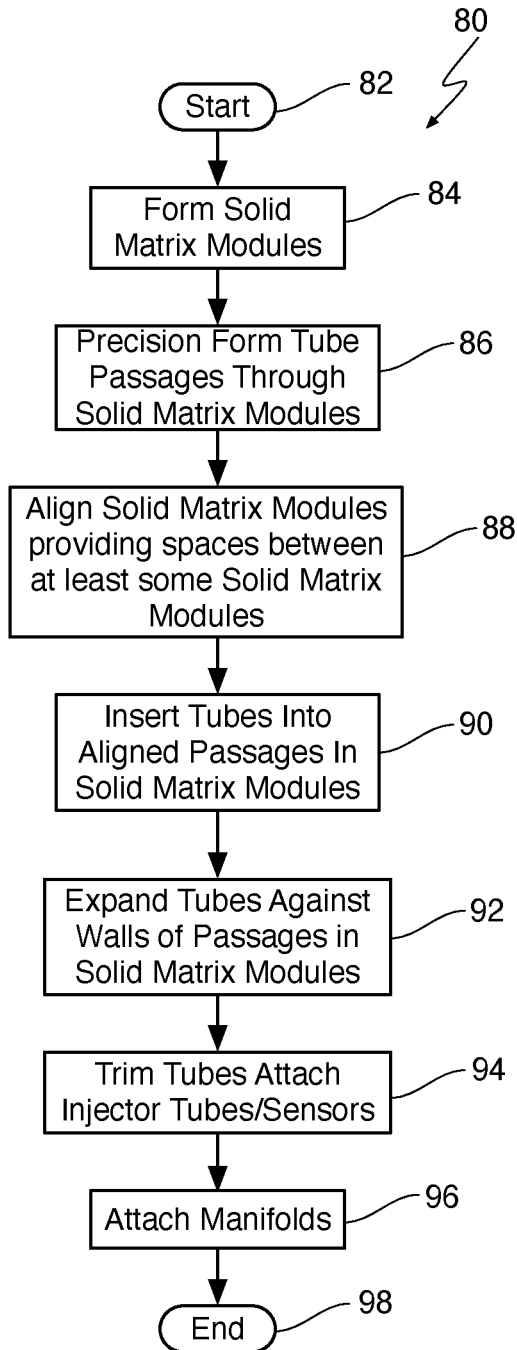 80
Start
82
Form Solid
Matrix Modules
84
Precision Form Tube
Passages Through
Solid Matrix Modules
86
Align Solid Matrix Modules
providing spaces between
at least some Solid Matrix
Modules
88
Insert Tubes Into
Aligned Passages In
Solid Matrix Modules
90
Expand Tubes Against
Walls of Passages in
Solid Matrix Modules
92
Trim Tubes Attach
Injector Tubes/Sensors
94
Attach Manifolds
96
End
98